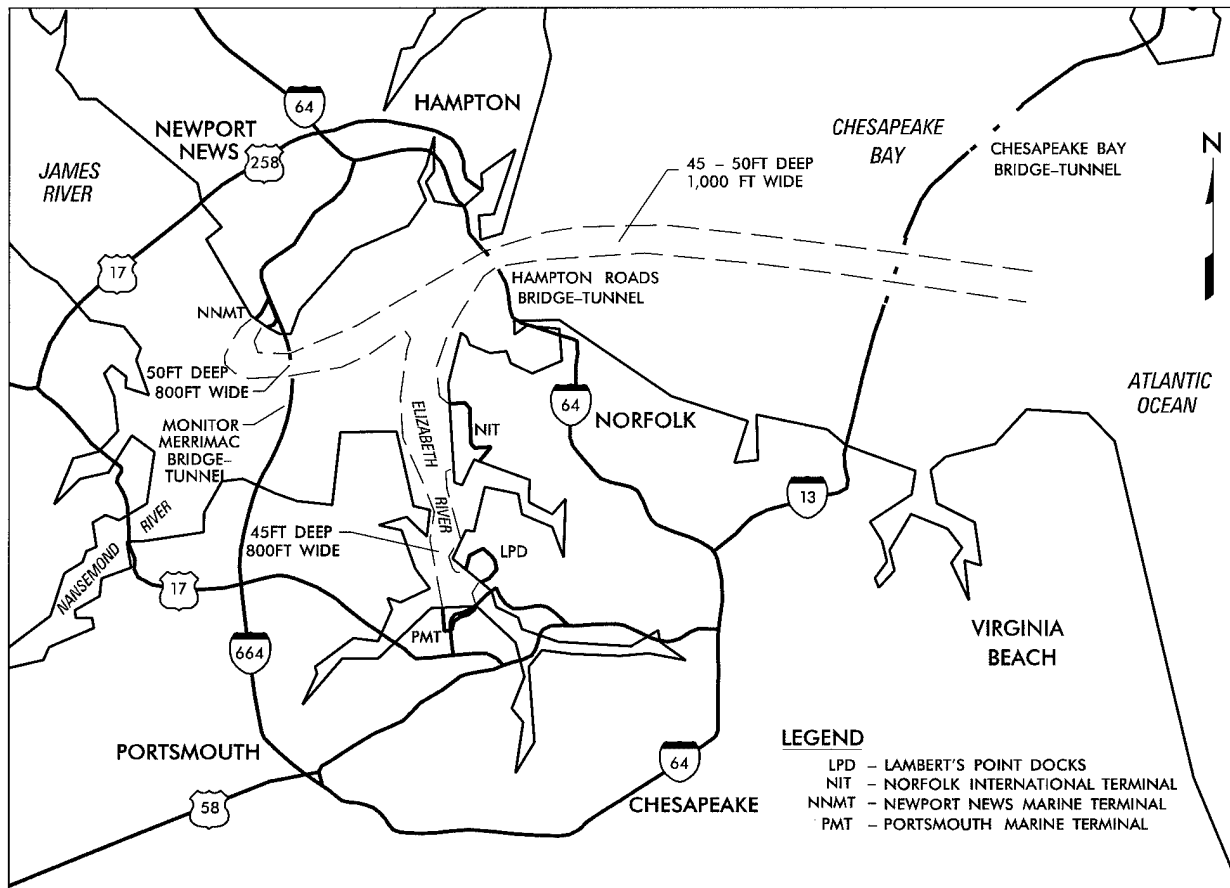 64
HAMPTON
NEWPORT
NEWS
258
JAMES
RIVER
17
CHESAPEAKE
BAY
CHESAPEAKE BAY
BRIDGE–TUNNEL
N
45 – 50FT DEEP
1,000 FT WIDE
HAMPTON ROADS
BRIDGE–TUNNEL
NNMT
50FT DEEP
800FT WIDE
MONITOR
MERRIMAC
BRIDGE–
TUNNEL
ELIZABETH
RIVER
NIT
64
NORFOLK
ATLANTIC
OCEAN
13
NANSEMOND
RIVER
45FT DEEP
800FT WIDE
LPD
17
PMT
664
VIRGINIA
BEACH
PORTSMOUTH
58
64
CHESAPEAKE
LEGEND
LPD – LAMBERT'S POINT DOCKS
NIT – NORFOLK INTERNATIONAL TERMINAL
NNMT – NEWPORT NEWS MARINE TERMINAL
PMT – PORTSMOUTH MARINE TERMINAL